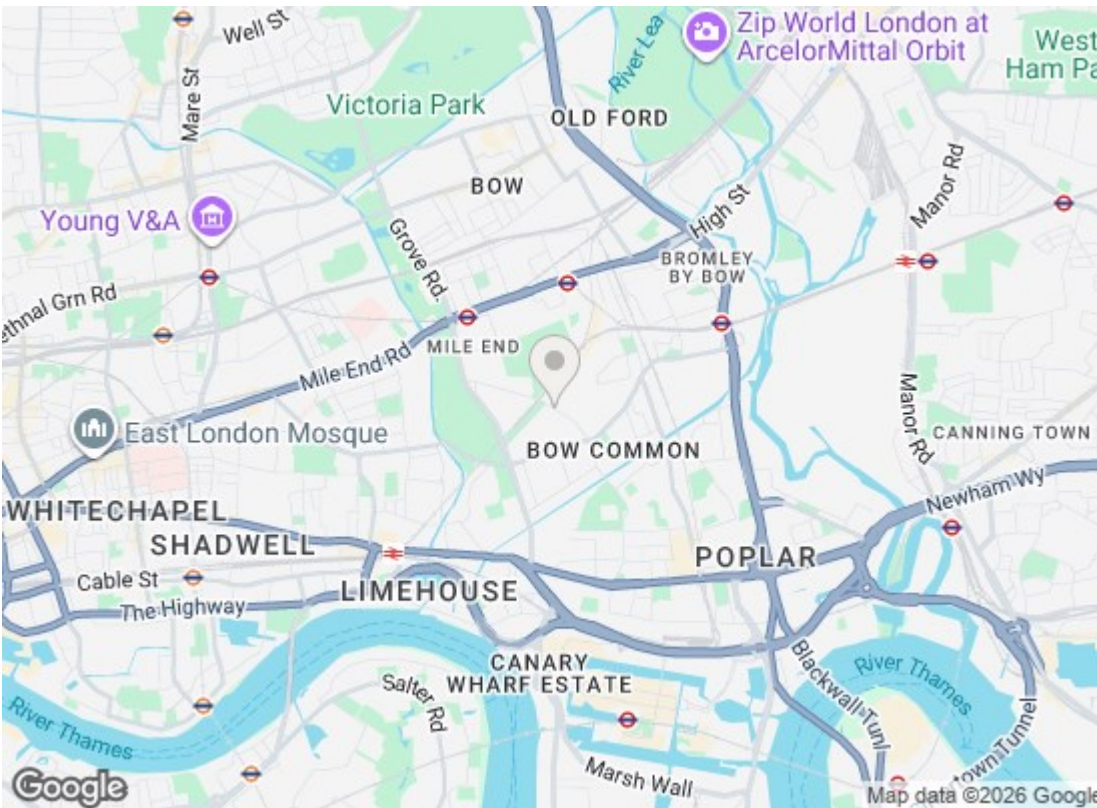 Well St
Zip World London at
ArcelorMittal Orbit
River Lea
West
Ham Pa
Mare St
Victoria Park
OLD FORD
BOW
Manor Rd
Young V&A
High St
Grove Rd.
BROMLEY
BY BOW
ethnal Grn Rd
MILE END
Mile End Rd
East London Mosque
Manor Rd
BOW COMMON
CANNING TOWN
Newham Wy
WHITECHAPEL
SHADWELL
POPLAR
Cable St
LIMEHOUSE
The Highway
CANARY
WHARF ESTATE
Blackwall Tunl
River Thames
Salter Rd
River Thames
town Tunnel
Marsh Wall
Google
Map data ©2026 Google